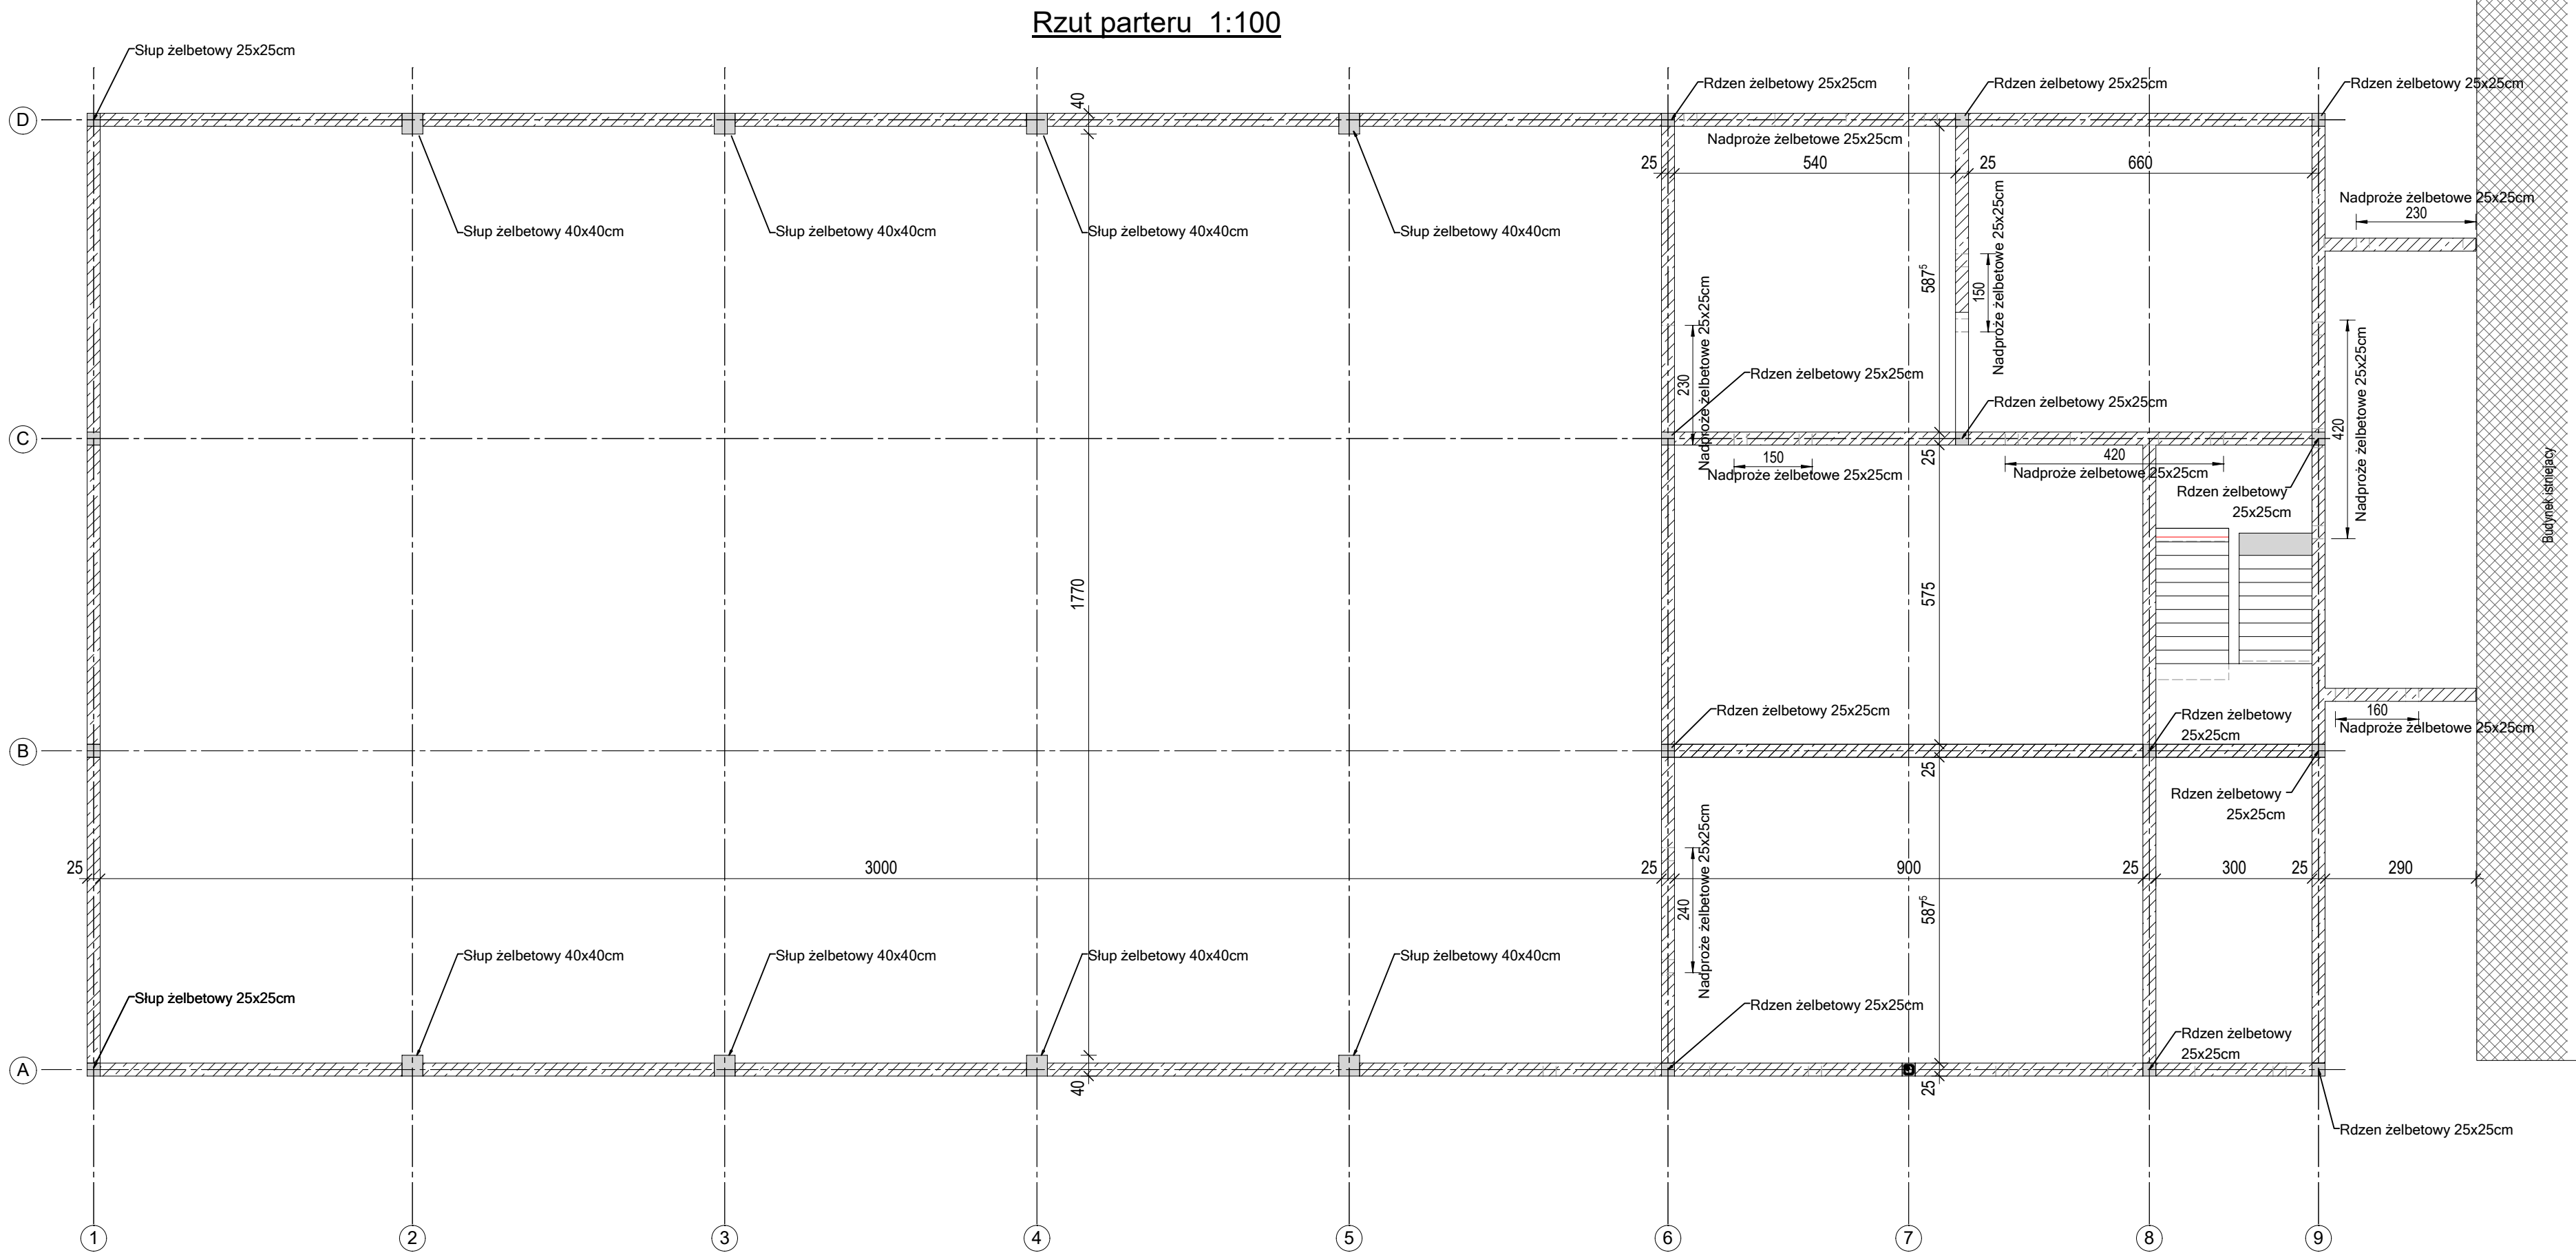 Rzut parteru 1:100
Słup żelbetowy 25x25cm
Rdzen żelbetowy 25x25cm
Rdzen żelbetowy 25x25cm
Rdzen żelbetowy 25x25cm
40
D
Nadproże żelbetowe 25x25cm
25
540
25
660
Nadproże żelbetowe 25x25cm
230
Słup żelbetowy 40x40cm
Słup żelbetowy 40x40cm
Słup żelbetowy 40x40cm
Słup żelbetowy 40x40cm
587⁵
150
Nadproże żelbetowe 25x25cm
230
Nadproże żelbetowe 25x25cm
Rdzen żelbetowy 25x25cm
Rdzen żelbetowy 25x25cm
420
Nadproże żelbetowe 25x25cm
C
25
150
Nadproże żelbetowe 25x25cm
420
Nadproże żelbetowe 25x25cm
Rdzen żelbetowy
25x25cm
Budynek istniejacy
1770
575
Rdzen żelbetowy 25x25cm
Rdzen żelbetowy
25x25cm
160
Nadproże żelbetowe 25x25cm
B
25
Rdzen żelbetowy
25x25cm
25
3000
25
900
25
300
25
290
240
Nadproże żelbetowe 25x25cm
587⁵
Słup żelbetowy 40x40cm
Słup żelbetowy 40x40cm
Słup żelbetowy 40x40cm
Słup żelbetowy 40x40cm
Słup żelbetowy 25x25cm
Rdzen żelbetowy 25x25cm
Rdzen żelbetowy
25x25cm
A
40
25
Rdzen żelbetowy 25x25cm
1
2
3
4
5
6
7
8
9